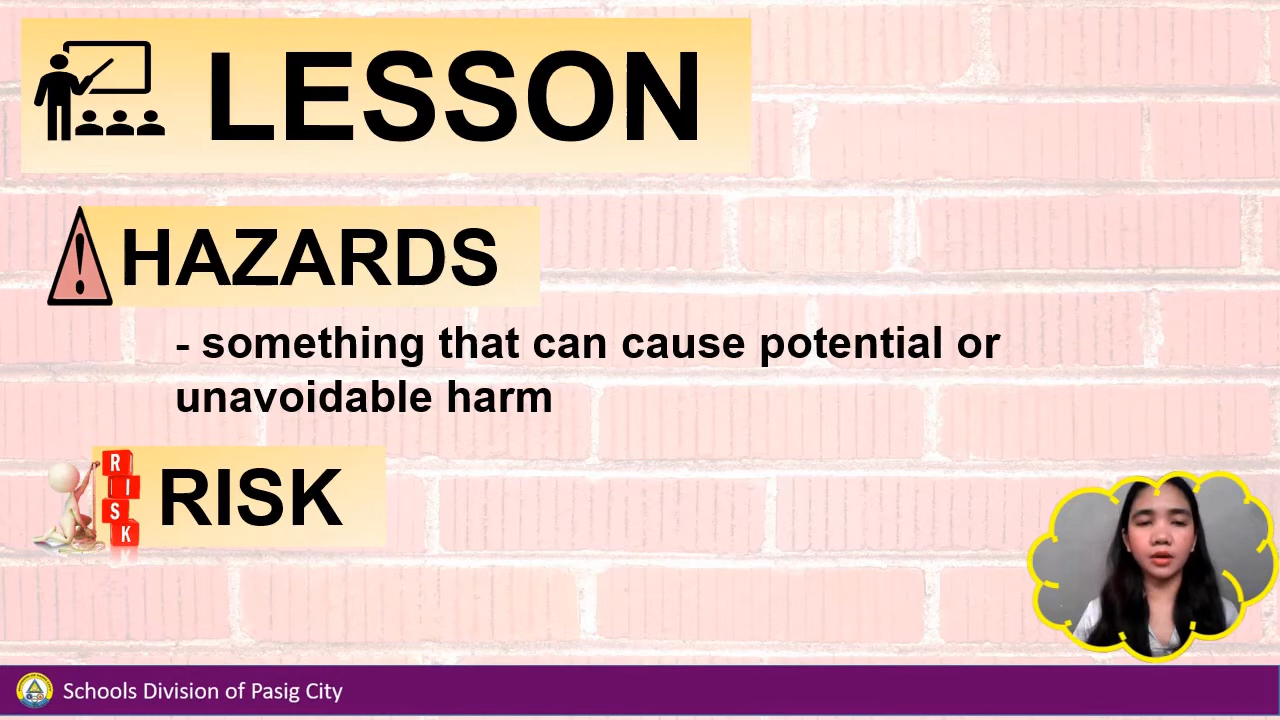 LESSON
HAZARDS
- something that can cause potential or
unavoidable harm
R
I
S
K
RISK
Schools Division of Pasig City